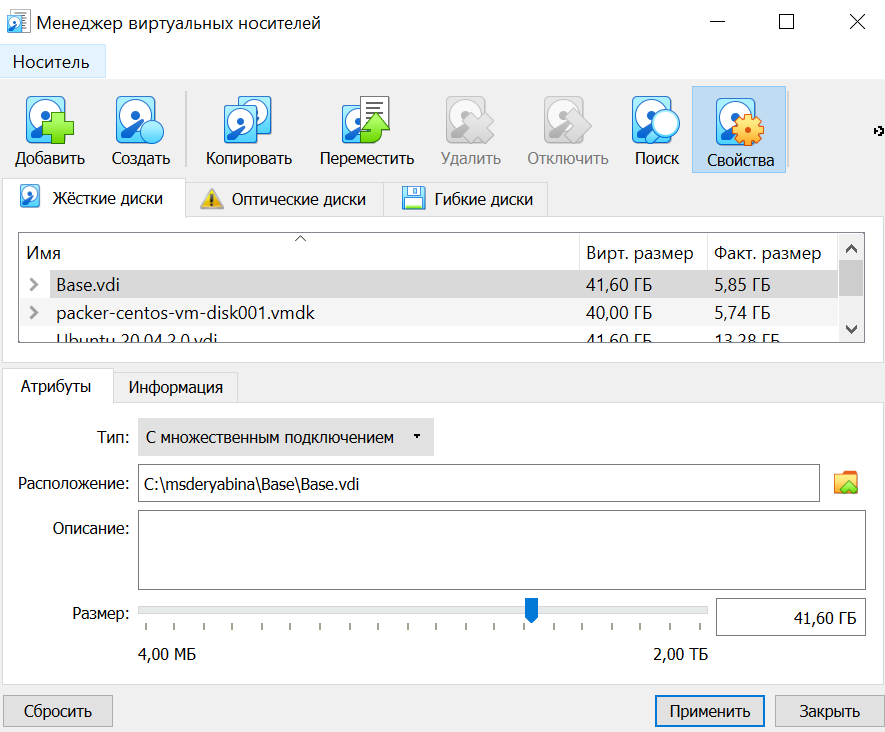 Менеджер виртуальных носителей
Носитель
Добавить Создать Копировать Переместить Удалить Отключить Поиск Свойства
Жёсткие диски Оптические диски Гибкие диски
Имя Вирт. размер Факт. размер
Base.vdi 41,60 ГБ 5,85 ГБ
packer-centos-vm-disk001.vmdk 40,00 ГБ 5,74 ГБ
Ubuntu 20.04.2.0.vdi 41,60 ГБ 13,28 ГБ
Атрибуты Информация
Тип: С множественным подключением
Расположение: C:\msderyabina\Base\Base.vdi
Описание:
Размер: 41,60 ГБ
4,00 МБ 2,00 ТБ
Сбросить Применить Закрыть